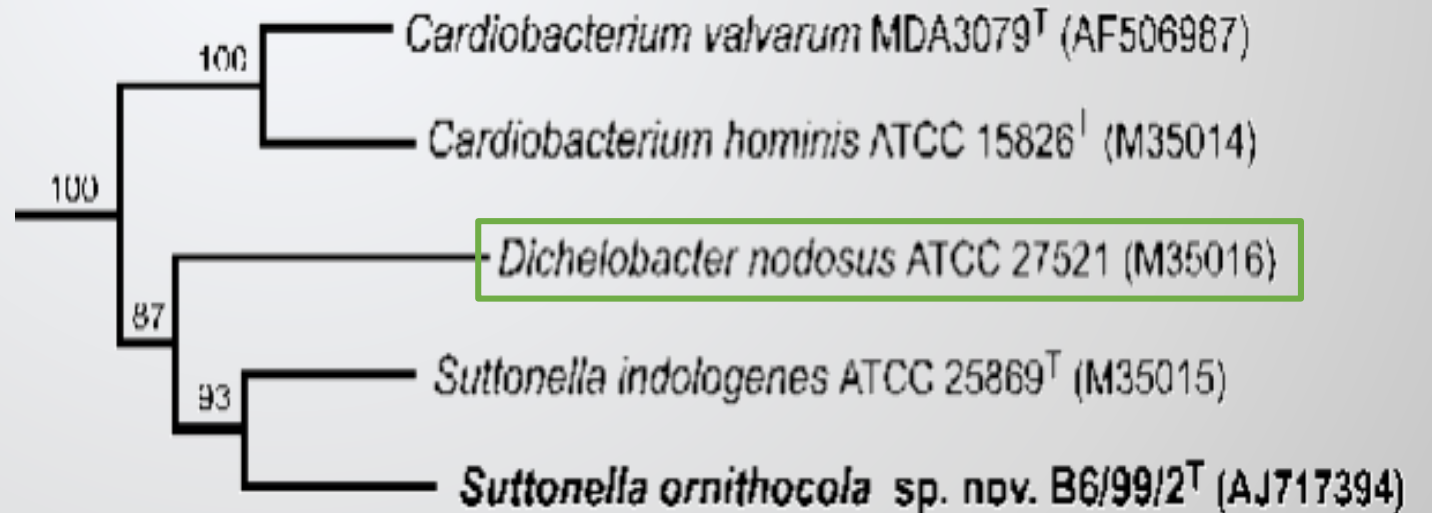 Cardiobacterium valvarum MDA3079ᵀ (AF506987)
100
Cardiobacterium hominis ATCC 15826ᵀ (M35014)
100
Dichelobacter nodosus ATCC 27521 (M35016)
87
Suttonella indologenes ATCC 25869ᵀ (M35015)
93
Suttonella ornithocola sp. nov. B6/99/2ᵀ (AJ717394)